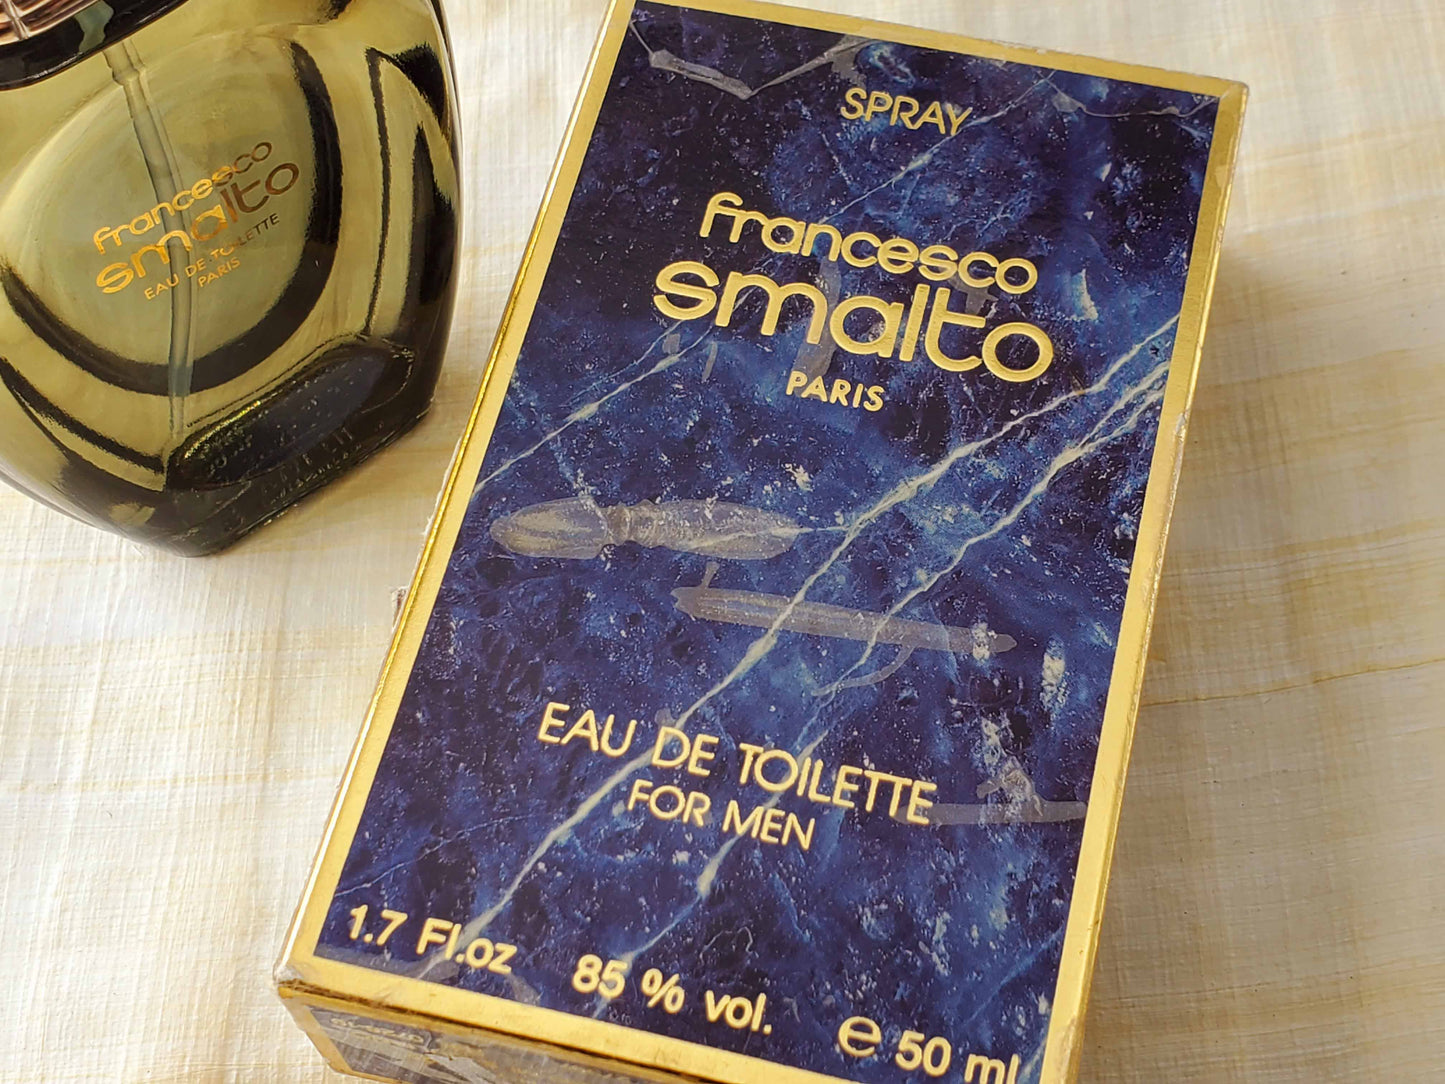 francesco
smalto
EAU DE TOILETTE
PARIS
SPRAY
francesco
smalto
PARIS
EAU DE TOILETTE
FOR MEN
1.7 Fl.oz 85 % vol. ℮ 50 ml